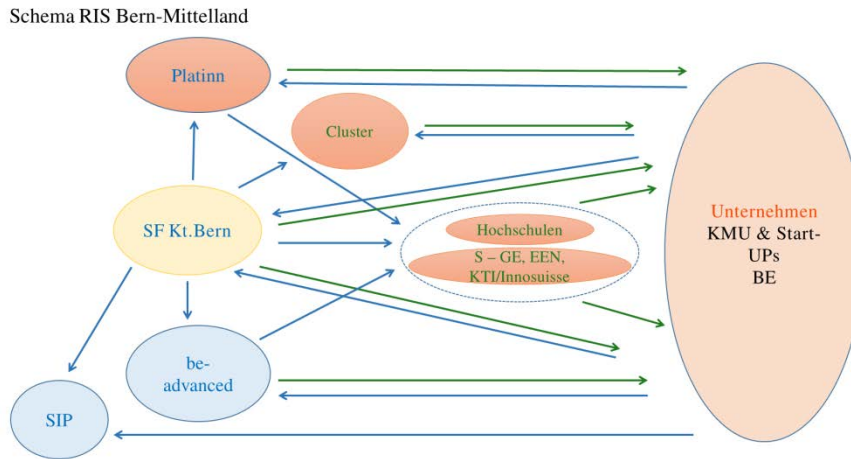 Schema RIS Bern-Mittelland
Platinn
Cluster
SF Kt.Bern
Hochschulen
S – GE, EEN,
KTI/Innosuisse
Unternehmen
KMU & Start-
UPs
BE
be-
advanced
SIP